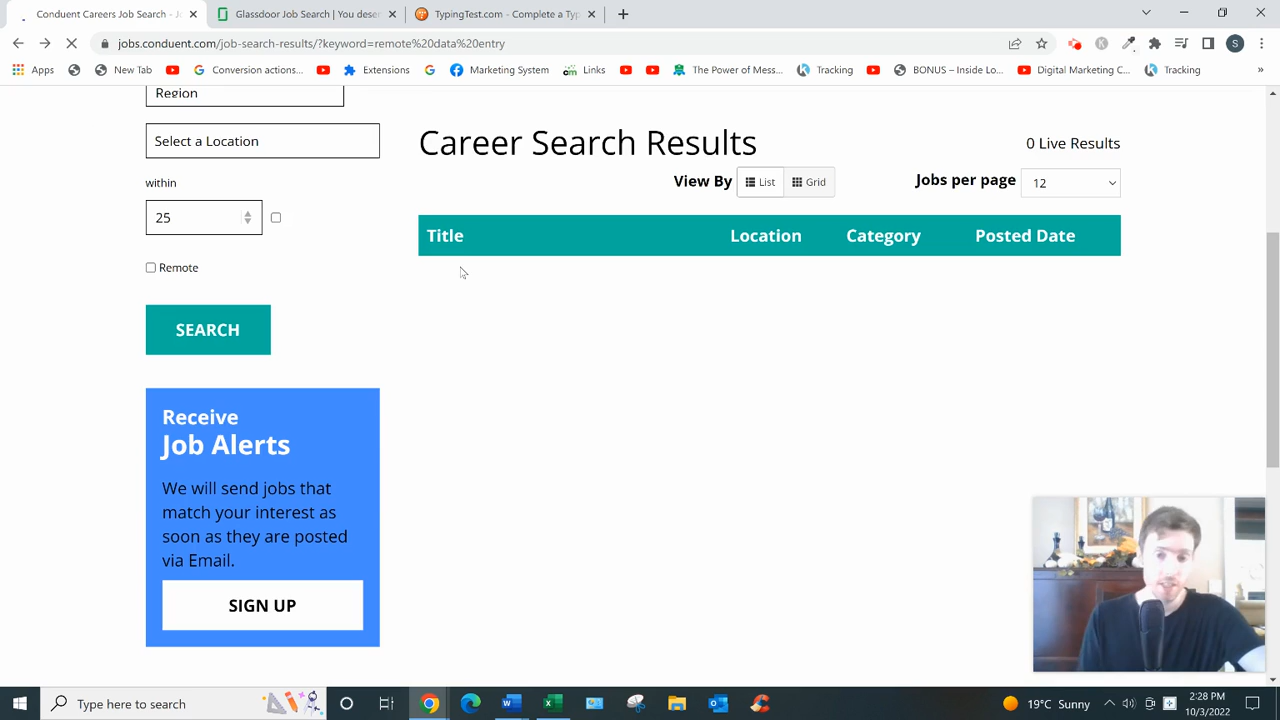 Conduent Careers Job Search - J
Glassdoor Job Search | You dese
TypingTest.com - Complete a Ty
jobs.conduent.com/job-search-results/?keyword=remote%20data%20entry
S
Apps
New Tab
Conversion actions...
Extensions
Marketing System
Links
The Power of Mess...
Tracking
BONUS – Inside Lo...
Digital Marketing C...
Tracking
»
Region
Select a Location
within
25
Remote
SEARCH
Receive
Job Alerts
We will send jobs that
match your interest as
soon as they are posted
via Email.
SIGN UP
Career Search Results
0 Live Results
View By
List
Grid
Jobs per page
12
Title
Location
Category
Posted Date
Type here to search
19°C Sunny
2:28 PM
10/3/2022